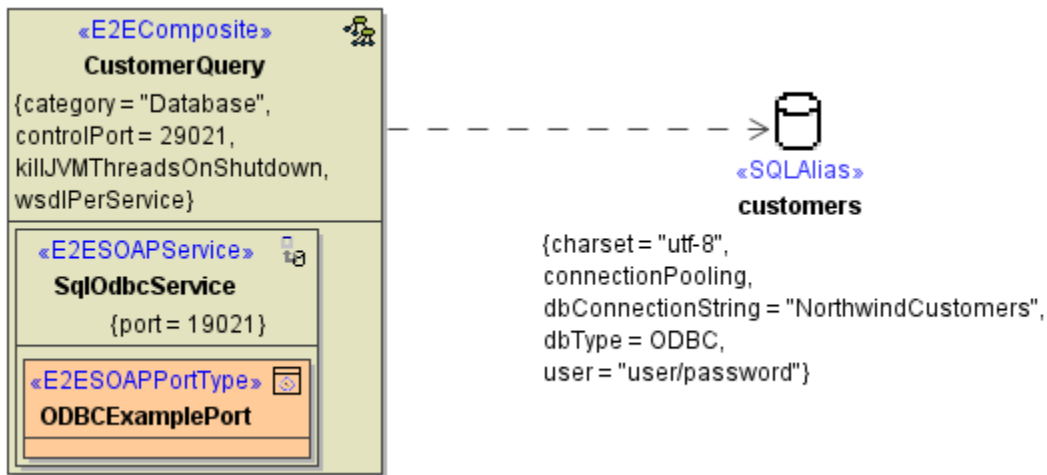 «E2EComposite»
CustomerQuery
{category = "Database",
controlPort = 29021,
killJVMThreadsOnShutdown,
wsdlPerService}
«E2ESOAPService»
SqlOdbcService
{port = 19021}
«E2ESOAPPortType»
ODBCExamplePort
«SQLAlias»
customers
{charset = "utf-8",
connectionPooling,
dbConnectionString = "NorthwindCustomers",
dbType = ODBC,
user = "user/password"}